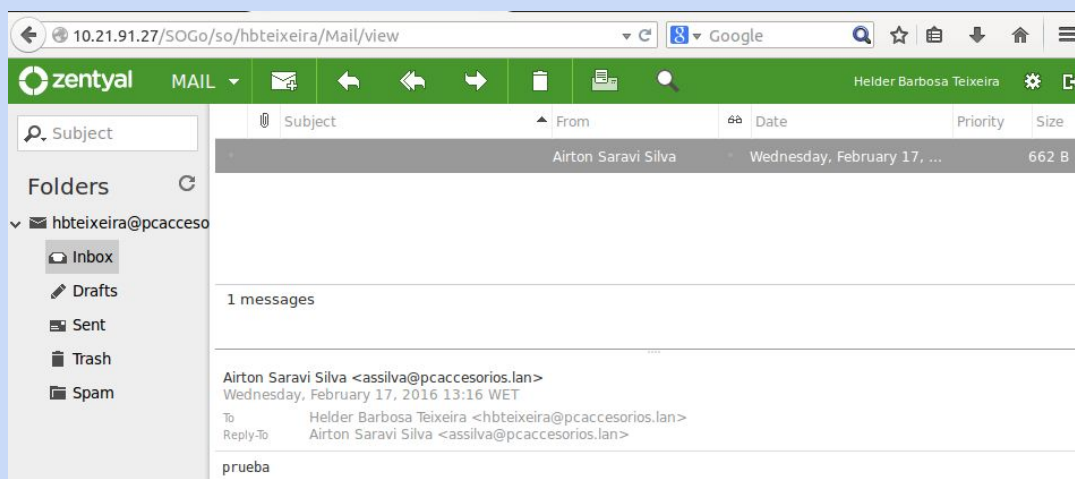 10.21.91.27/SOGo/so/hbteixeira/Mail/view Google
zentyal MAIL Helder Barbosa Teixeira
Subject
Subject From Date Priority Size
Airton Saravi Silva Wednesday, February 17, ... 662 B
Folders
hbteixeira@pcacceso
Inbox
Drafts
Sent
Trash
Spam
1 messages
Airton Saravi Silva <assilva@pcaccesorios.lan>
Wednesday, February 17, 2016 13:16 WET
To Helder Barbosa Teixeira <hbteixeira@pcaccesorios.lan>
Reply-To Airton Saravi Silva <assilva@pcaccesorios.lan>
prueba